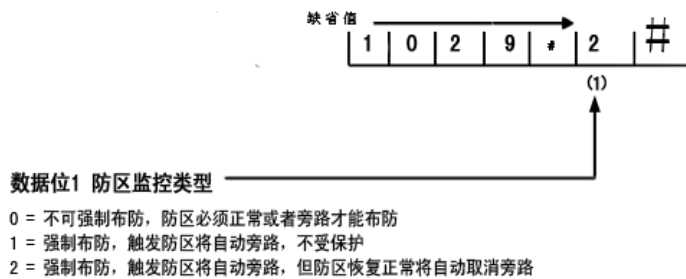 缺省值
1 0 2 9 * 2 #
(1)
数据位1 防区监控类型
0 = 不可强制布防，防区必须正常或者旁路才能布防
1 = 强制布防，触发防区将自动旁路，不受保护
2 = 强制布防，触发防区将自动旁路，但防区恢复正常将自动取消旁路